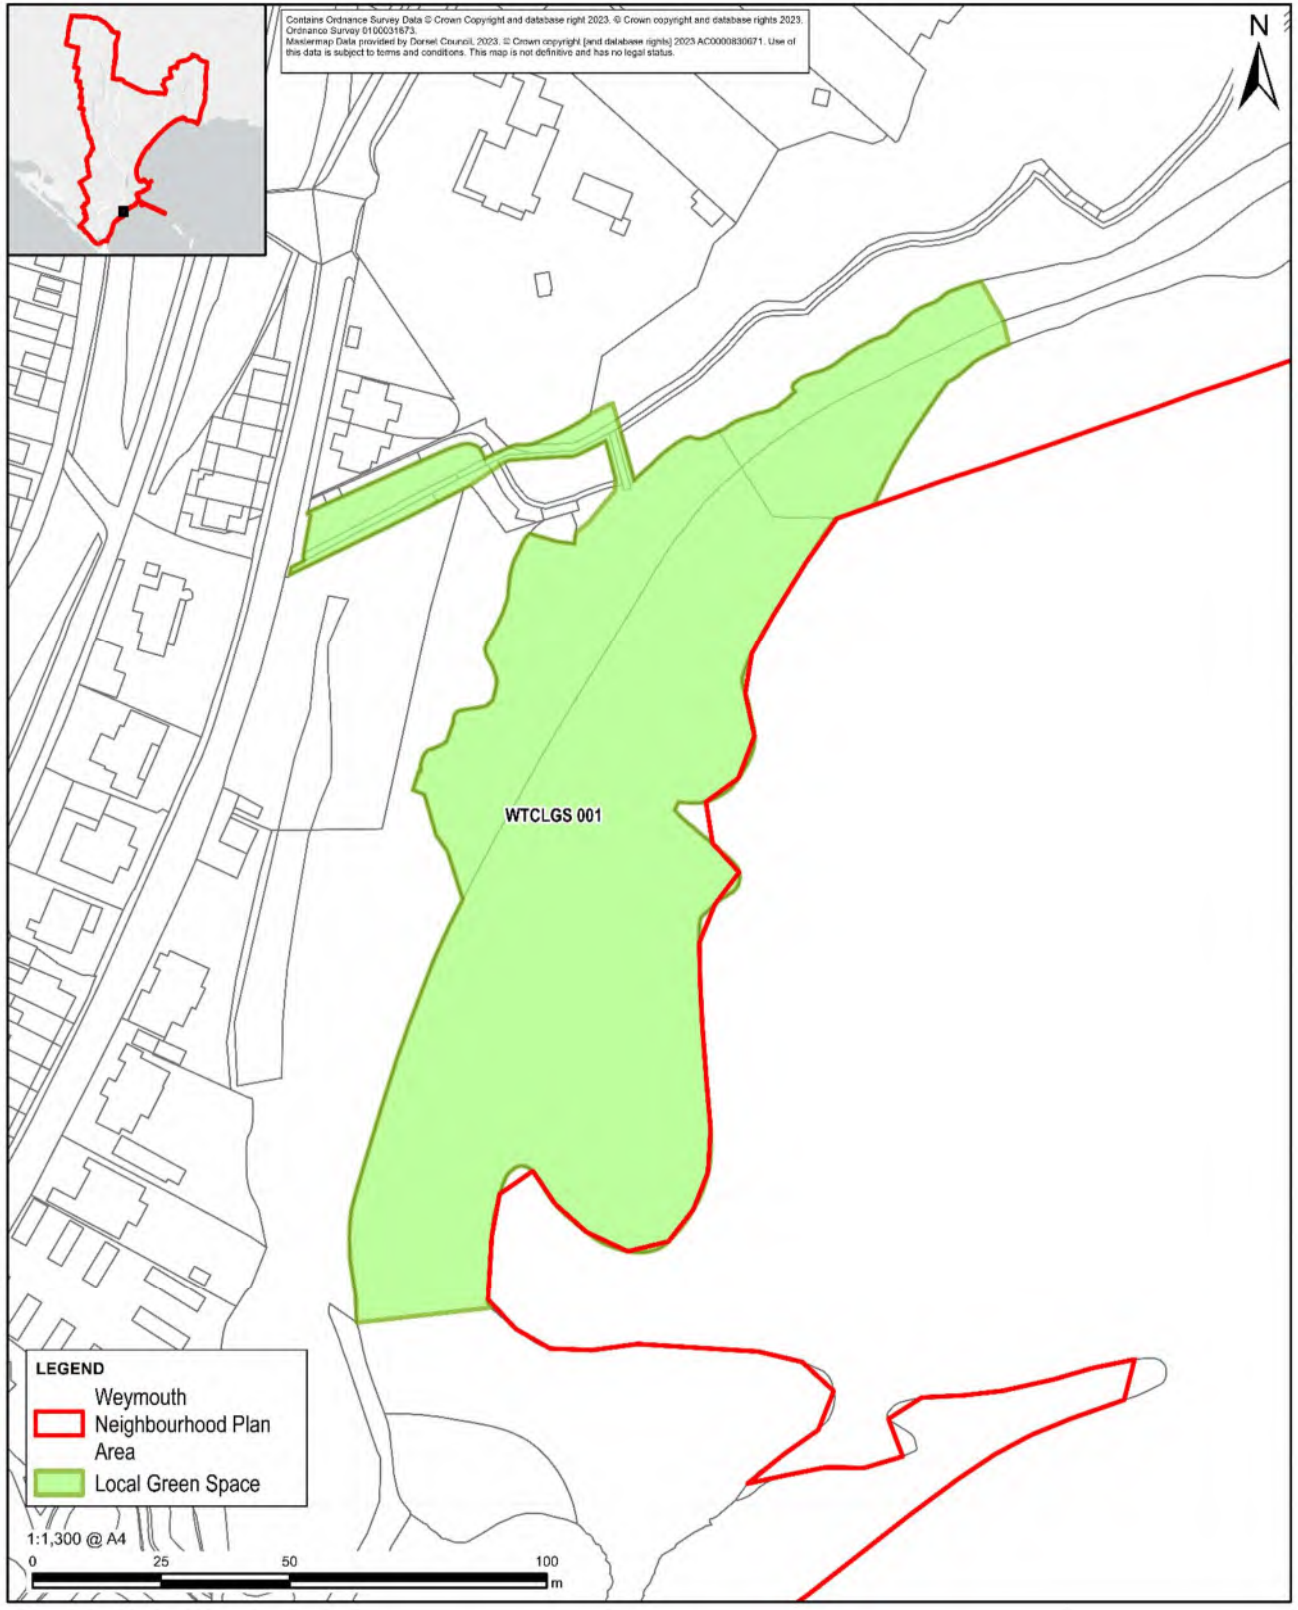 Contains Ordnance Survey Data © Crown Copyright and database right 2023. © Crown copyright and database rights 2023.
Ordnance Survey 0100031673.
Mastermap Data provided by Dorset Council, 2023. © Crown copyright [and database rights] 2023 AC0000830671. Use of
this data is subject to terms and conditions. This map is not definitive and has no legal status.
N
WTCLGS 001
LEGEND
Weymouth
Neighbourhood Plan
Area
Local Green Space
1:1,300 @ A4
0 25 50 100
m